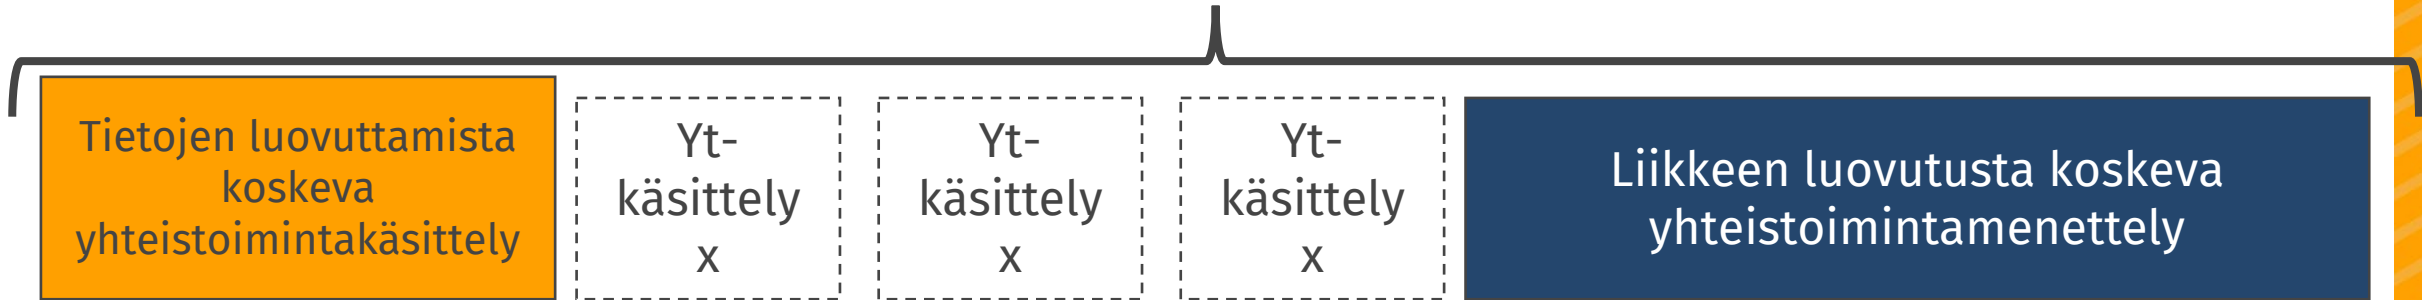 Tietojen luovuttamista
koskeva
yhteistoimintakäsittely
Yt-
käsittely
x
Yt-
käsittely
x
Yt-
käsittely
x
Liikkeen luovutusta koskeva
yhteistoimintamenettely